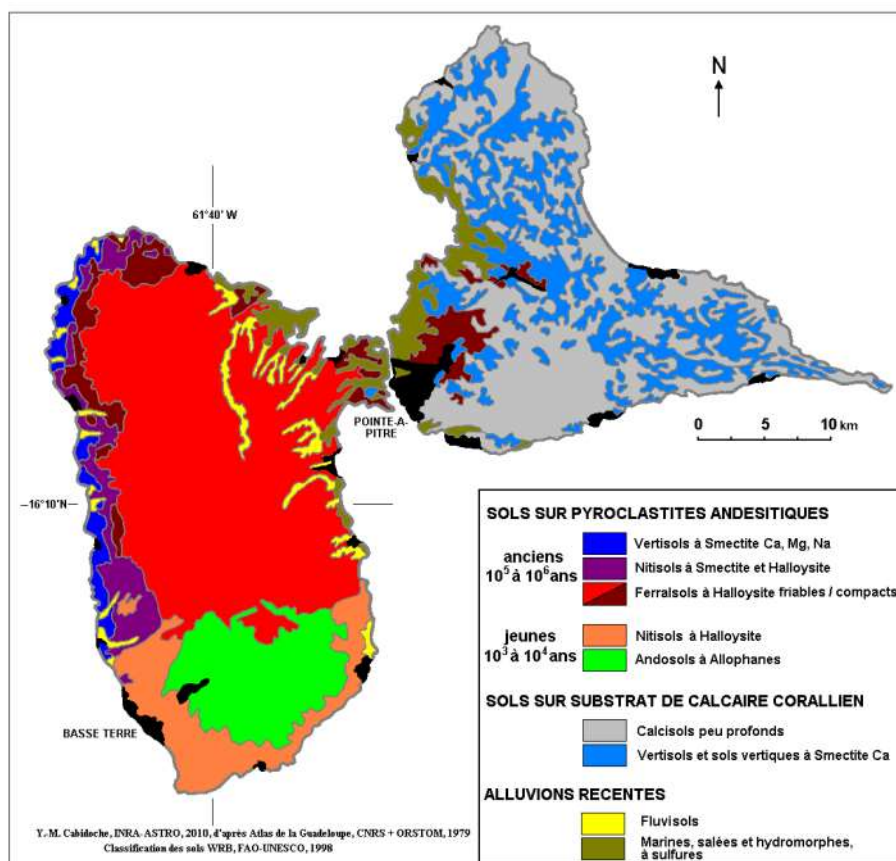 N
61°40' W
POINTE-A-
PITRE
0 5 10 km
16°10'N
BASSE TERRE
SOLS SUR PYROCLASTITES ANDESITIQUES
anciens
10⁵ à 10⁶ ans
Vertisols à Smectite Ca, Mg, Na
Nitisols à Smectite et Halloysite
Ferralsols à Halloysite friables / compacts
jeunes
10³ à 10⁴ ans
Nitisols à Halloysite
Andosols à Allophanes
SOLS SUR SUBSTRAT DE CALCAIRE CORALLIEN
Calcisols peu profonds
Vertisols et sols vertiques à Smectite Ca
ALLUVIONS RECENTES
Fluvisols
Marines, salées et hydromorphes,
à sulfures
Y.-M. Cabidoche, INRA-ASTRO, 2010, d'après Atlas de la Guadeloupe, CNRS + ORSTOM, 1979
Classification des sols WRB, FAO-UNESCO, 1998